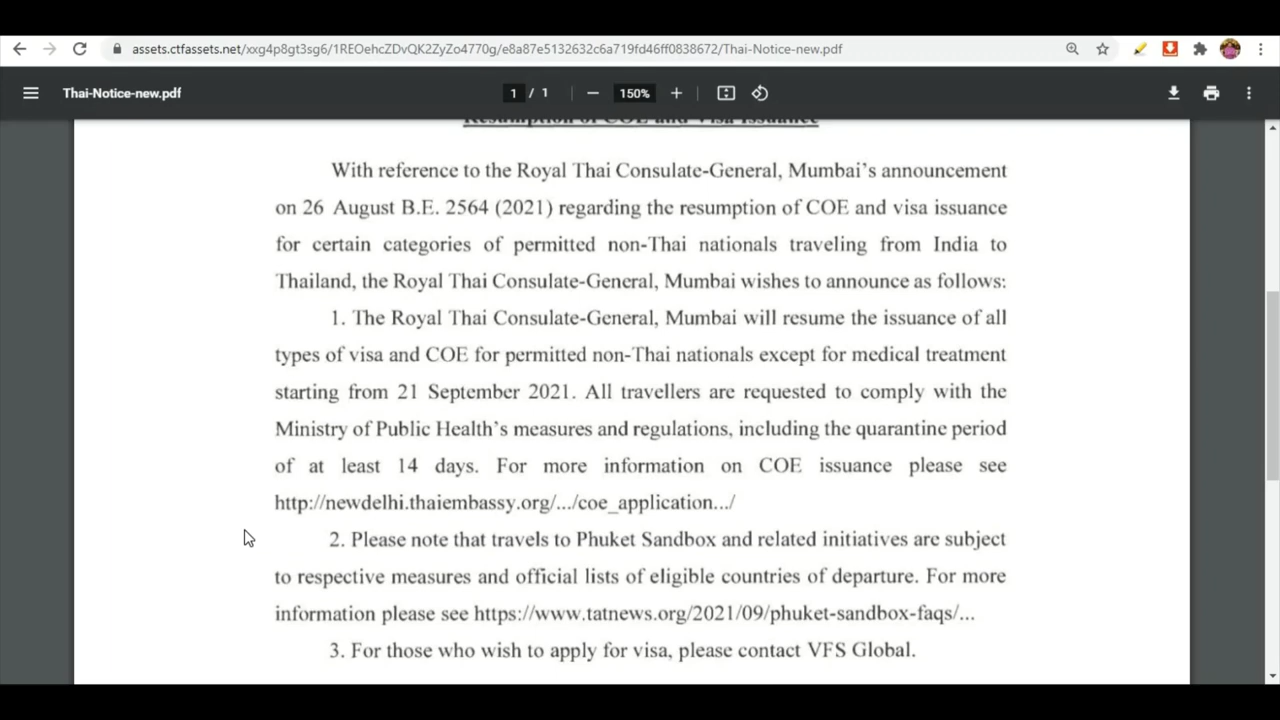 assets.ctfassets.net/xxg4p8gt3sg6/1REOehcZDvQK2ZyZo4770g/e8a87e5132632c6a719fd46ff0838672/Thai-Notice-new.pdf
Thai-Notice-new.pdf
1 / 1
150%
Resumption of COE and Visa Issuance
With reference to the Royal Thai Consulate-General, Mumbai's announcement
on 26 August B.E. 2564 (2021) regarding the resumption of COE and visa issuance
for certain categories of permitted non-Thai nationals traveling from India to
Thailand, the Royal Thai Consulate-General, Mumbai wishes to announce as follows:
1. The Royal Thai Consulate-General, Mumbai will resume the issuance of all
types of visa and COE for permitted non-Thai nationals except for medical treatment
starting from 21 September 2021. All travellers are requested to comply with the
Ministry of Public Health's measures and regulations, including the quarantine period
of at least 14 days. For more information on COE issuance please see
http://newdelhi.thaiembassy.org/.../coe_application.../
2. Please note that travels to Phuket Sandbox and related initiatives are subject
to respective measures and official lists of eligible countries of departure. For more
information please see https://www.tatnews.org/2021/09/phuket-sandbox-faqs/...
3. For those who wish to apply for visa, please contact VFS Global.